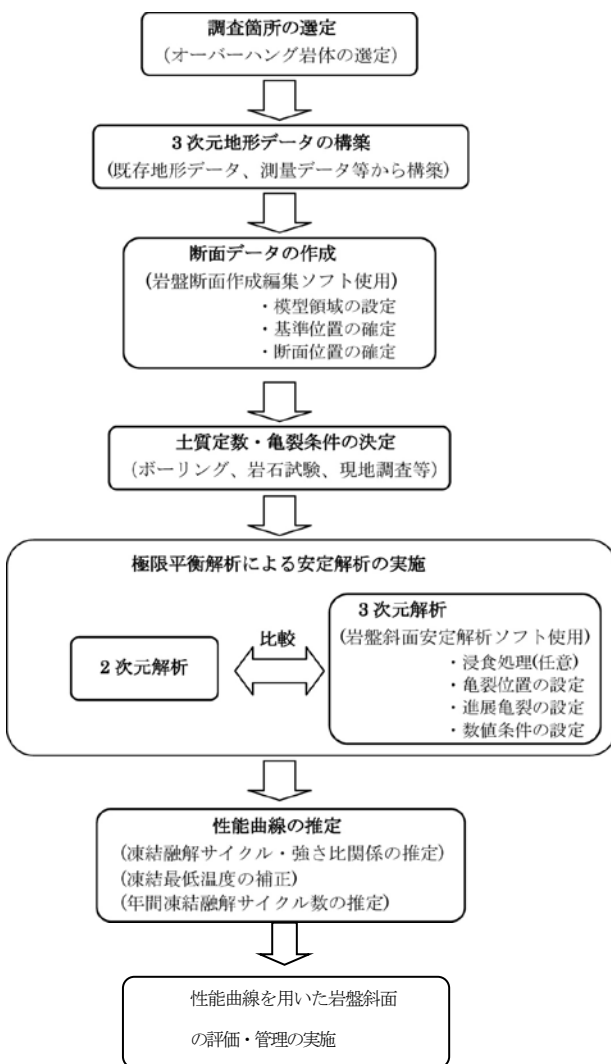 調査箇所の選定
(オーバーハング岩体の選定)
3次元地形データの構築
(既存地形データ、測量データ等から構築)
断面データの作成
(岩盤断面作成編集ソフト使用)
・模型領域の設定
・基準位置の確定
・断面位置の確定
土質定数・亀裂条件の決定
(ボーリング、岩石試験、現地調査等)
極限平衡解析による安定解析の実施
2次元解析
比較
3次元解析
(岩盤斜面安定解析ソフト使用)
・浸食処理(任意)
・亀裂位置の設定
・進展亀裂の設定
・数値条件の設定
性能曲線の推定
(凍結融解サイクル・強さ比関係の推定)
(凍結最低温度の補正)
(年間凍結融解サイクル数の推定)
性能曲線を用いた岩盤斜面
の評価・管理の実施